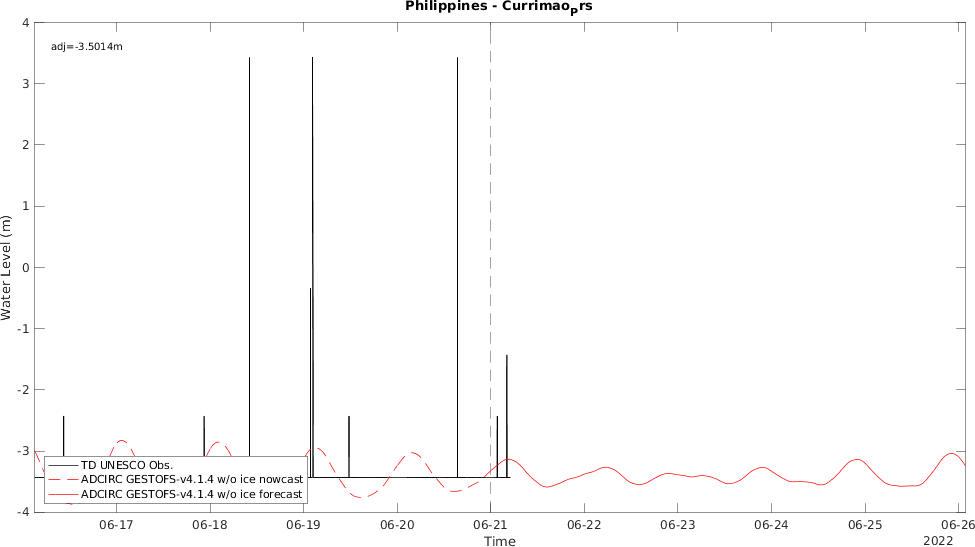 Philippines - Currimaoprs
4
adj=-3.5014m
3
2
1
0
-1
-2
-3
-4
Water Level (m)
TD UNESCO Obs.
ADCIRC GESTOFS-v4.1.4 w/o ice nowcast
ADCIRC GESTOFS-v4.1.4 w/o ice forecast
06-17 06-18 06-19 06-20 06-21 06-22 06-23 06-24 06-25 06-26
Time
2022